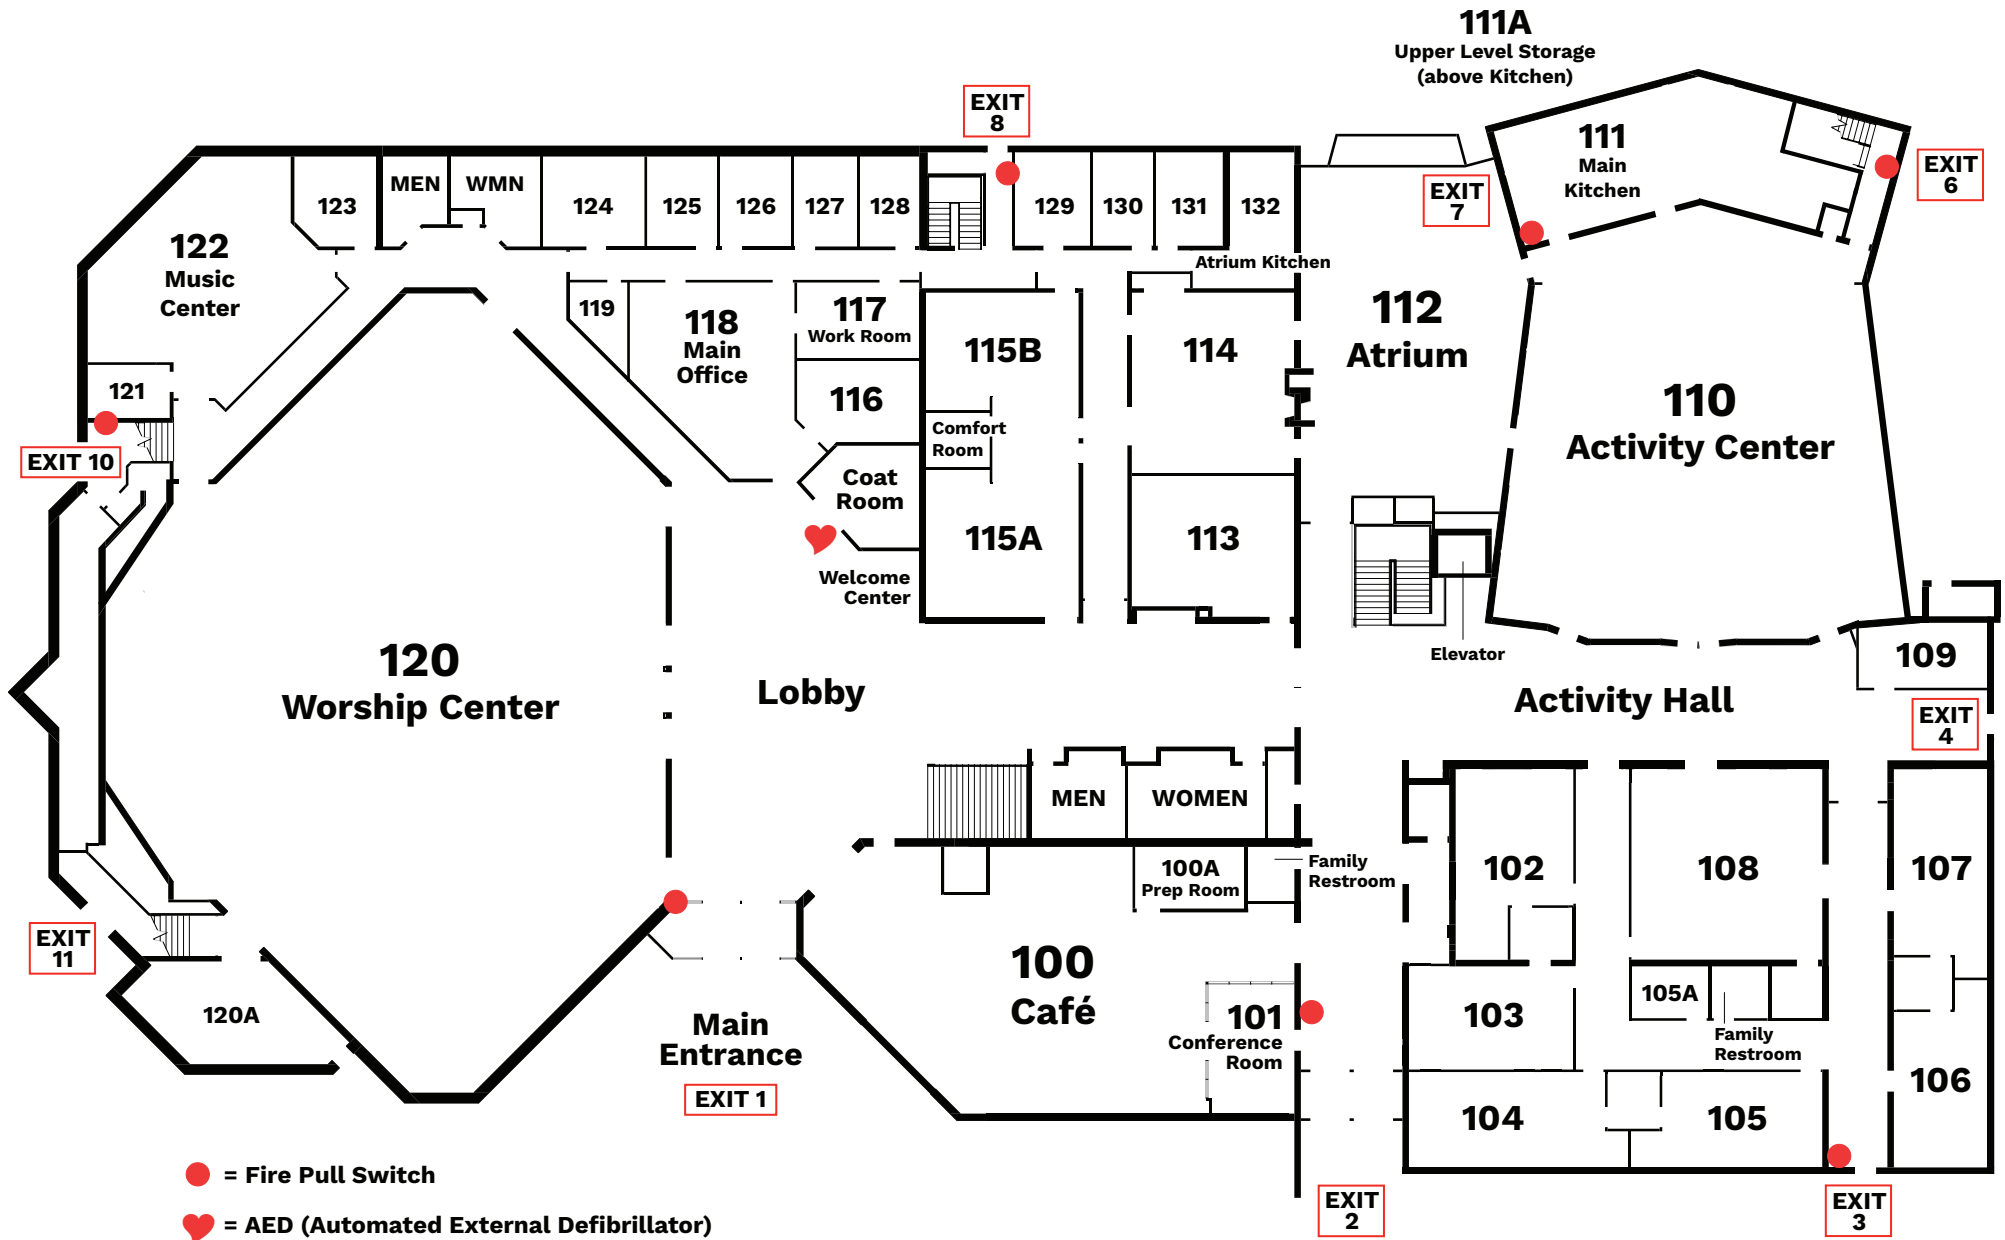 111A
Upper Level Storage
(above Kitchen)
EXIT
8
111
Main
Kitchen
EXIT
6
EXIT
7
MEN
WMN
123
124
125
126
127
128
129
130
131
132
122
Music
Center
Atrium Kitchen
119
118
Main
Office
117
Work Room
115B
114
112
Atrium
121
116
110
Activity Center
Comfort
Room
EXIT 10
Coat
Room
115A
113
Welcome
Center
Elevator
109
120
Worship Center
Lobby
Activity Hall
EXIT
4
MEN
WOMEN
100A
Prep Room
Family
Restroom
102
108
107
EXIT
11
100
Café
120A
101
Conference
Room
103
105A
Family
Restroom
Main
Entrance
EXIT 1
104
105
106
= Fire Pull Switch
EXIT
2
EXIT
3
= AED (Automated External Defibrillator)